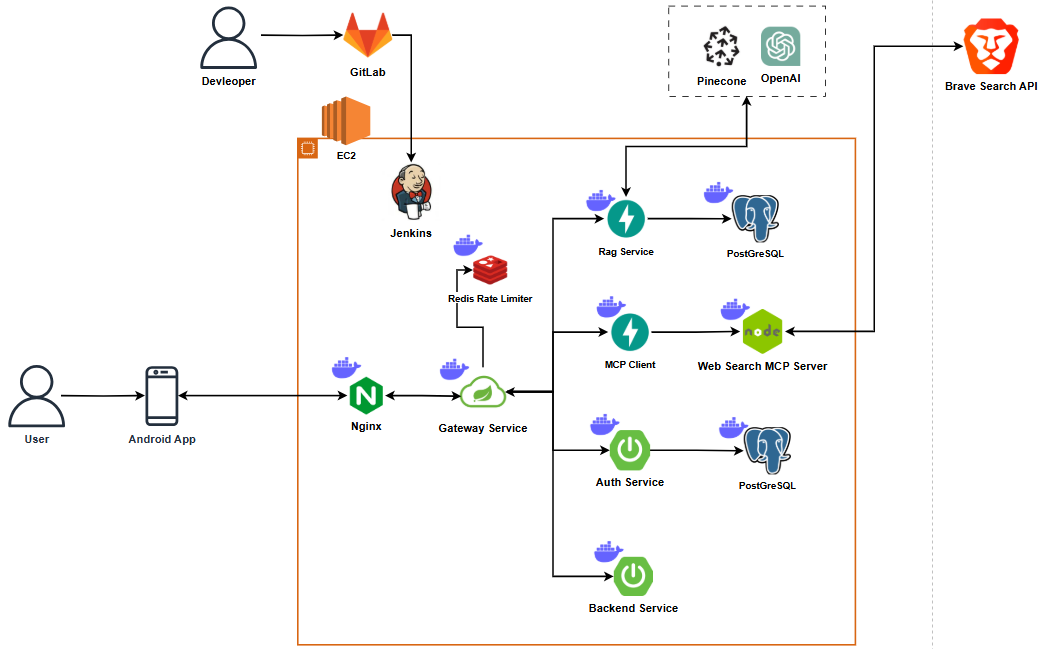 Devleoper
GitLab
Pinecone
OpenAI
Brave Search API
EC2
Jenkins
Rag Service
PostgreSQL
Redis Rate Limiter
MCP Client
node
Web Search MCP Server
User
Android App
N
Nginx
Gateway Service
Auth Service
PostgreSQL
Backend Service